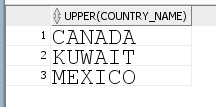 UPPER(COUNTRY_NAME)
1 CANADA
2 KUWAIT
3 MEXICO